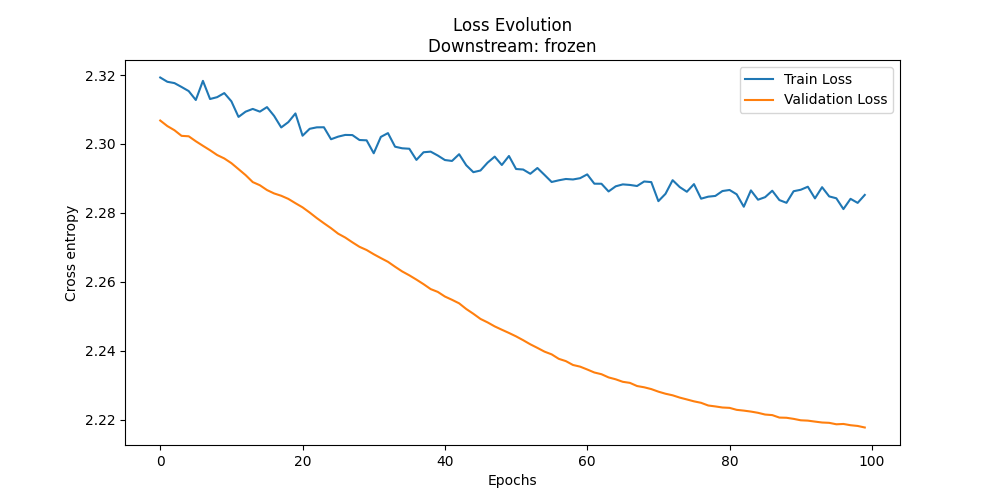 Loss Evolution
Downstream: frozen
Train Loss
Validation Loss
Cross entropy
2.32
2.30
2.28
2.26
2.24
2.22
0
20
40
60
80
100
Epochs